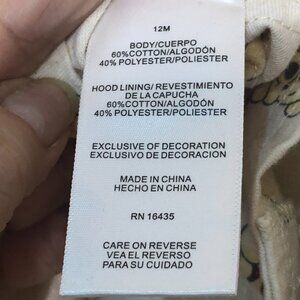 12M
BODY/CUERPO
60%COTTON/ALGODÓN
40% POLYESTER/POLIESTER
HOOD LINING/ REVESTIMIENTO
DE LA CAPUCHA
60%COTTON/ALGODÓN
40% POLYESTER/POLIESTER
EXCLUSIVE OF DECORATION
EXCLUSIVO DE DECORACION
MADE IN CHINA
HECHO EN CHINA
RN 16435
CARE ON REVERSE
VEA EL REVERSO
PARA SU CUIDADO